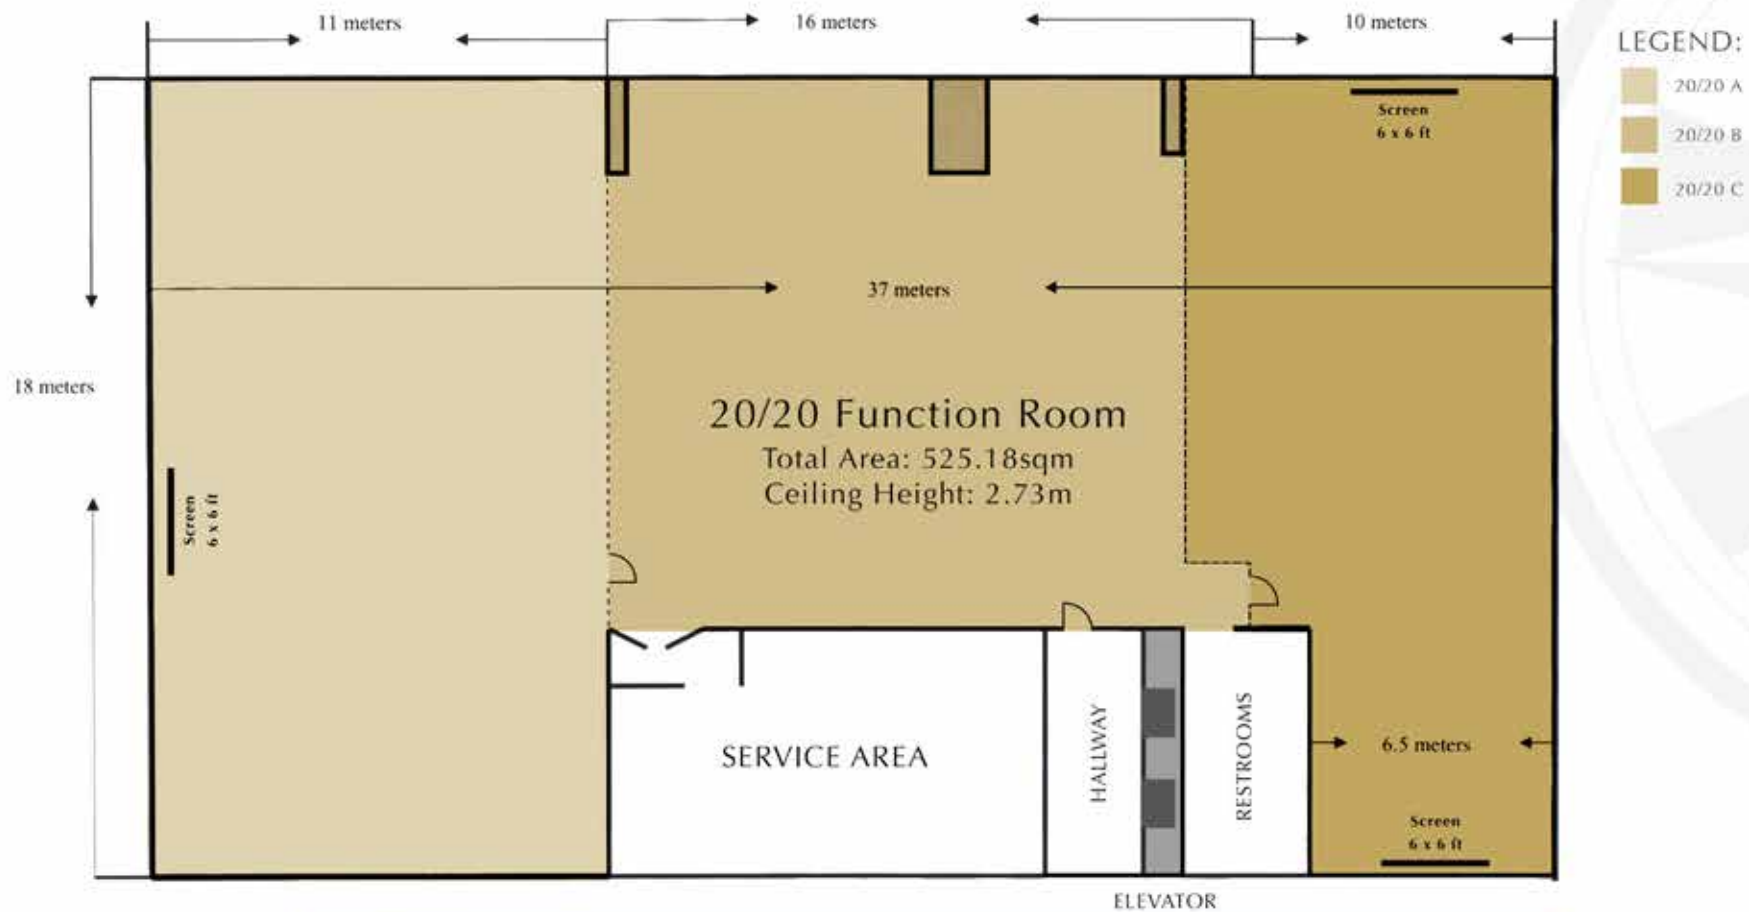 11 meters
16 meters
10 meters
LEGEND:
20/20 A
20/20 B
20/20 C
Screen
6 x 6 ft
37 meters
18 meters
20/20 Function Room
Total Area: 525.18sqm
Ceiling Height: 2.73m
Screen
6 x 6 ft
SERVICE AREA
HALLWAY
RESTROOMS
6.5 meters
Screen
6 x 6 ft
ELEVATOR